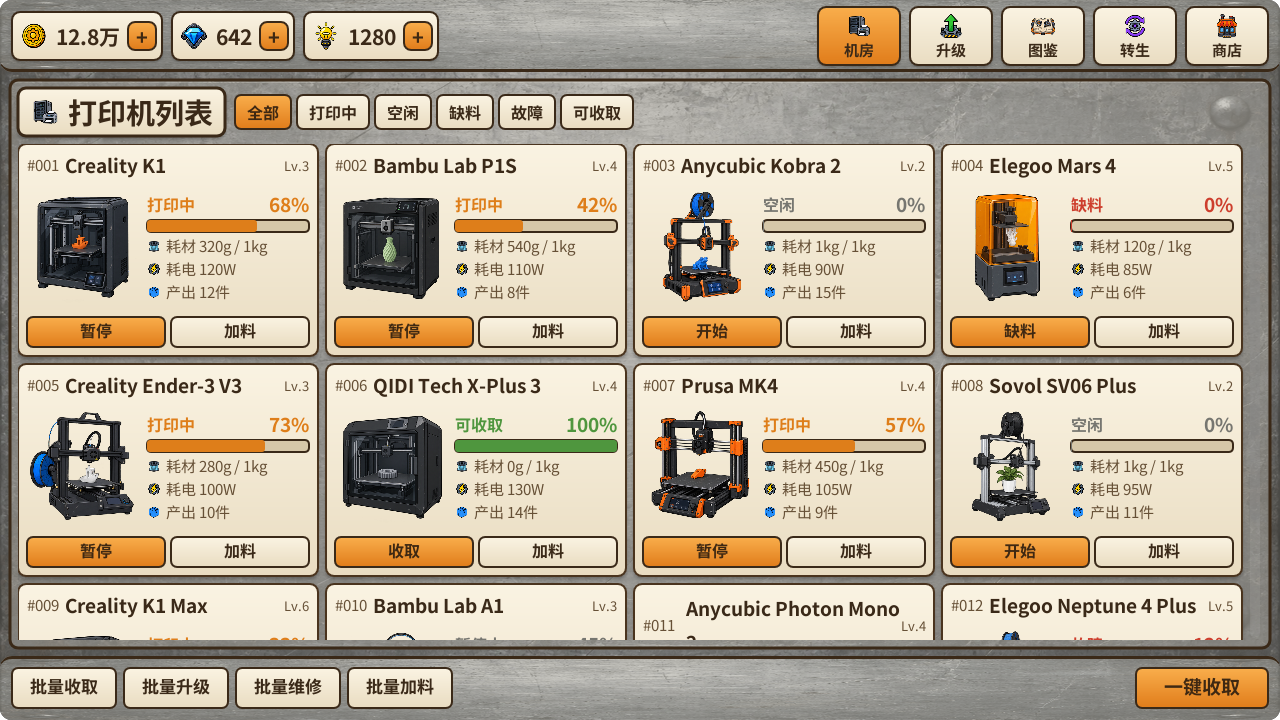 12.8万 +
642 +
1280 +
机房
升级
图鉴
转生
商店
打印机列表
全部
打印中
空闲
缺料
故障
可收取
#001 Creality K1 Lv.3
打印中 68%
耗材 320g / 1kg
耗电 120W
产出 12件
暂停 加料
#002 Bambu Lab P1S Lv.4
打印中 42%
耗材 540g / 1kg
耗电 110W
产出 8件
暂停 加料
#003 Anycubic Kobra 2 Lv.2
空闲 0%
耗材 1kg / 1kg
耗电 90W
产出 15件
开始 加料
#004 Elegoo Mars 4 Lv.5
缺料 0%
耗材 120g / 1kg
耗电 85W
产出 6件
缺料 加料
#005 Creality Ender-3 V3 Lv.3
打印中 73%
耗材 280g / 1kg
耗电 100W
产出 10件
暂停 加料
#006 QIDI Tech X-Plus 3 Lv.4
可收取 100%
耗材 0g / 1kg
耗电 130W
产出 14件
收取 加料
#007 Prusa MK4 Lv.4
打印中 57%
耗材 450g / 1kg
耗电 105W
产出 9件
暂停 加料
#008 Sovol SV06 Plus Lv.2
空闲 0%
耗材 1kg / 1kg
耗电 95W
产出 11件
开始 加料
#009 Creality K1 Max Lv.6
#010 Bambu Lab A1 Lv.3
#011 Anycubic Photon Mono Lv.4
#012 Elegoo Neptune 4 Plus Lv.5
批量收取
批量升级
批量维修
批量加料
一键收取